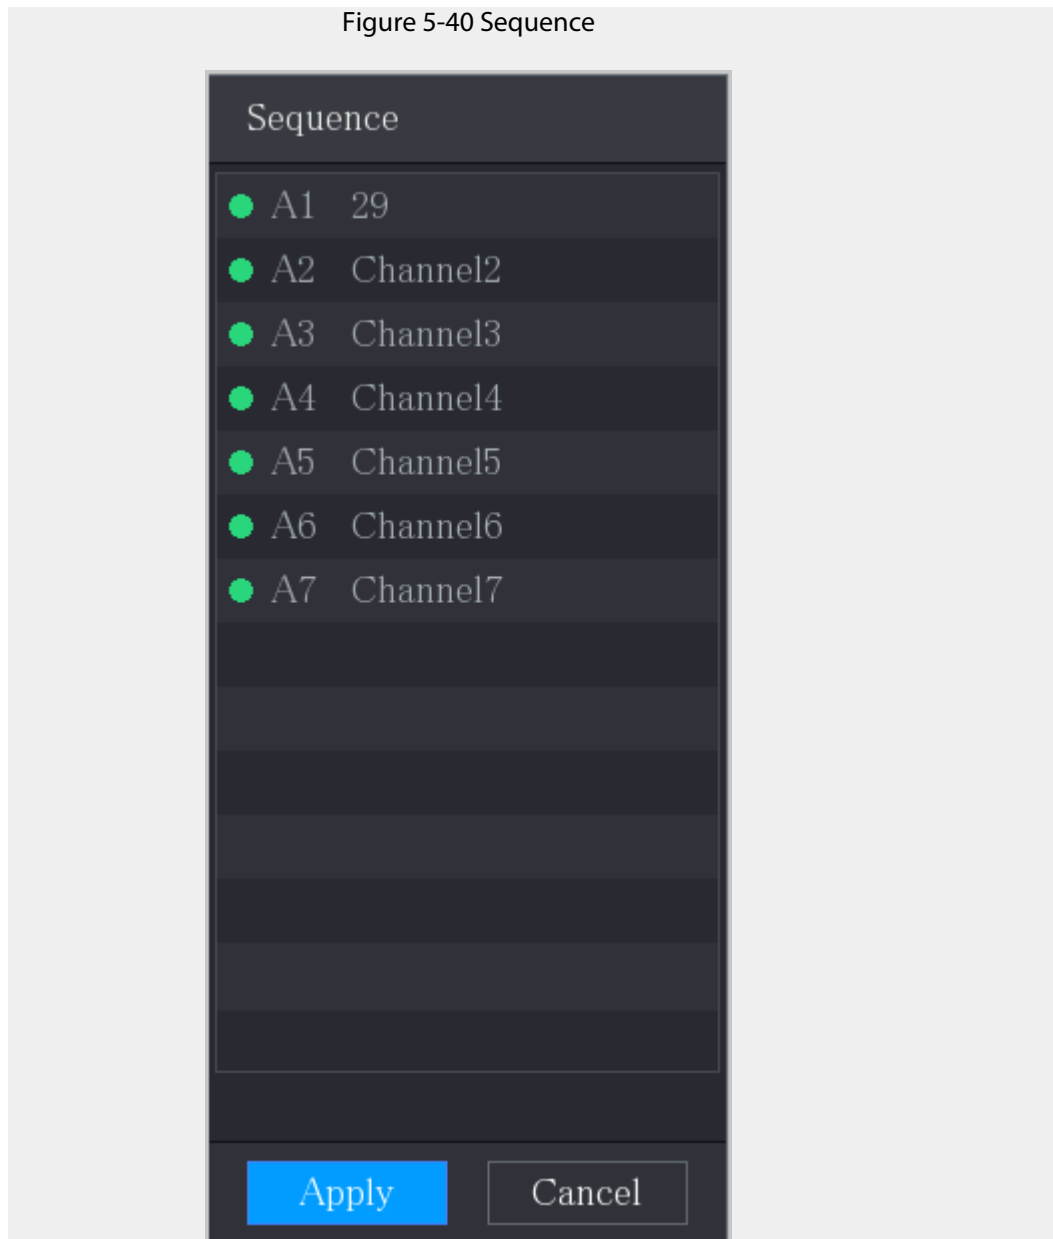 Figure 5-40 Sequence
Sequence
A1 29
A2 Channel2
A3 Channel3
A4 Channel4
A5 Channel5
A6 Channel6
A7 Channel7
Apply Cancel